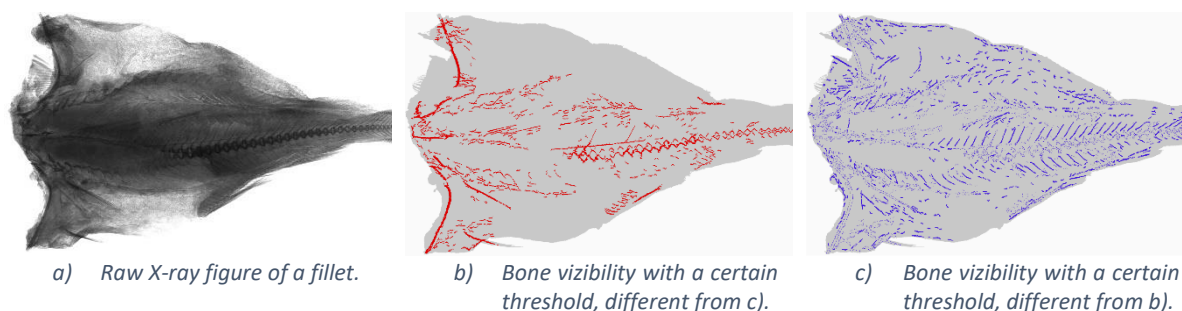 a) Raw X-ray figure of a fillet.
b) Bone vizibility with a certain
threshold, different from c).
c) Bone vizibility with a certain
threshold, different from b).